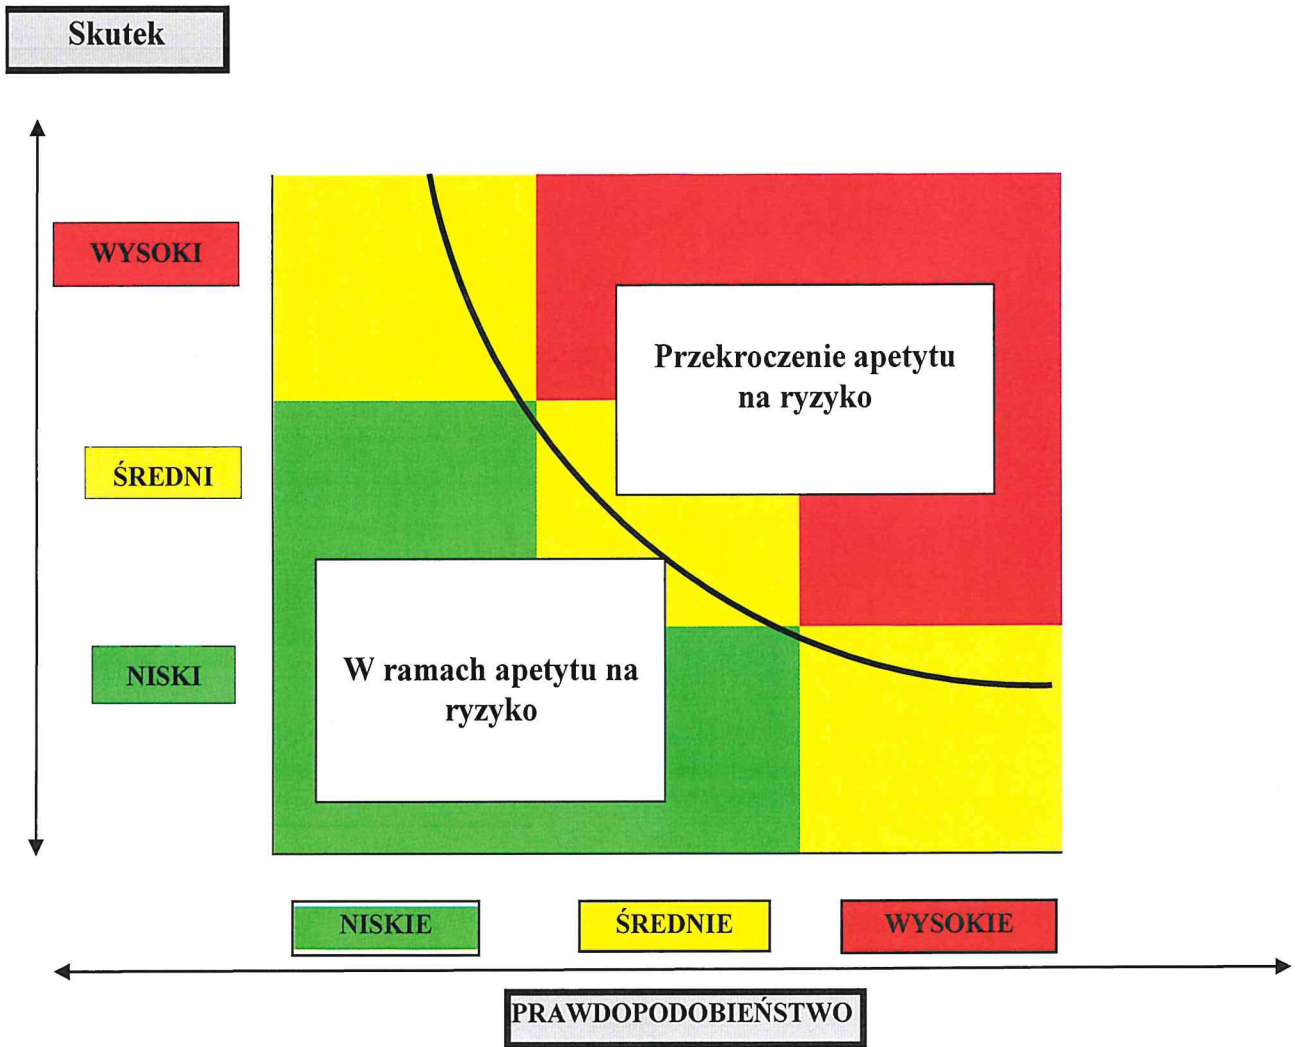 Skutek
WYSOKI
Przekroczenie apetytu
na ryzyko
ŚREDNI
W ramach apetytu na
ryzyko
NISKI
NISKIE
ŚREDNIE
WYSOKIE
PRAWDOPODOBIEŃSTWO